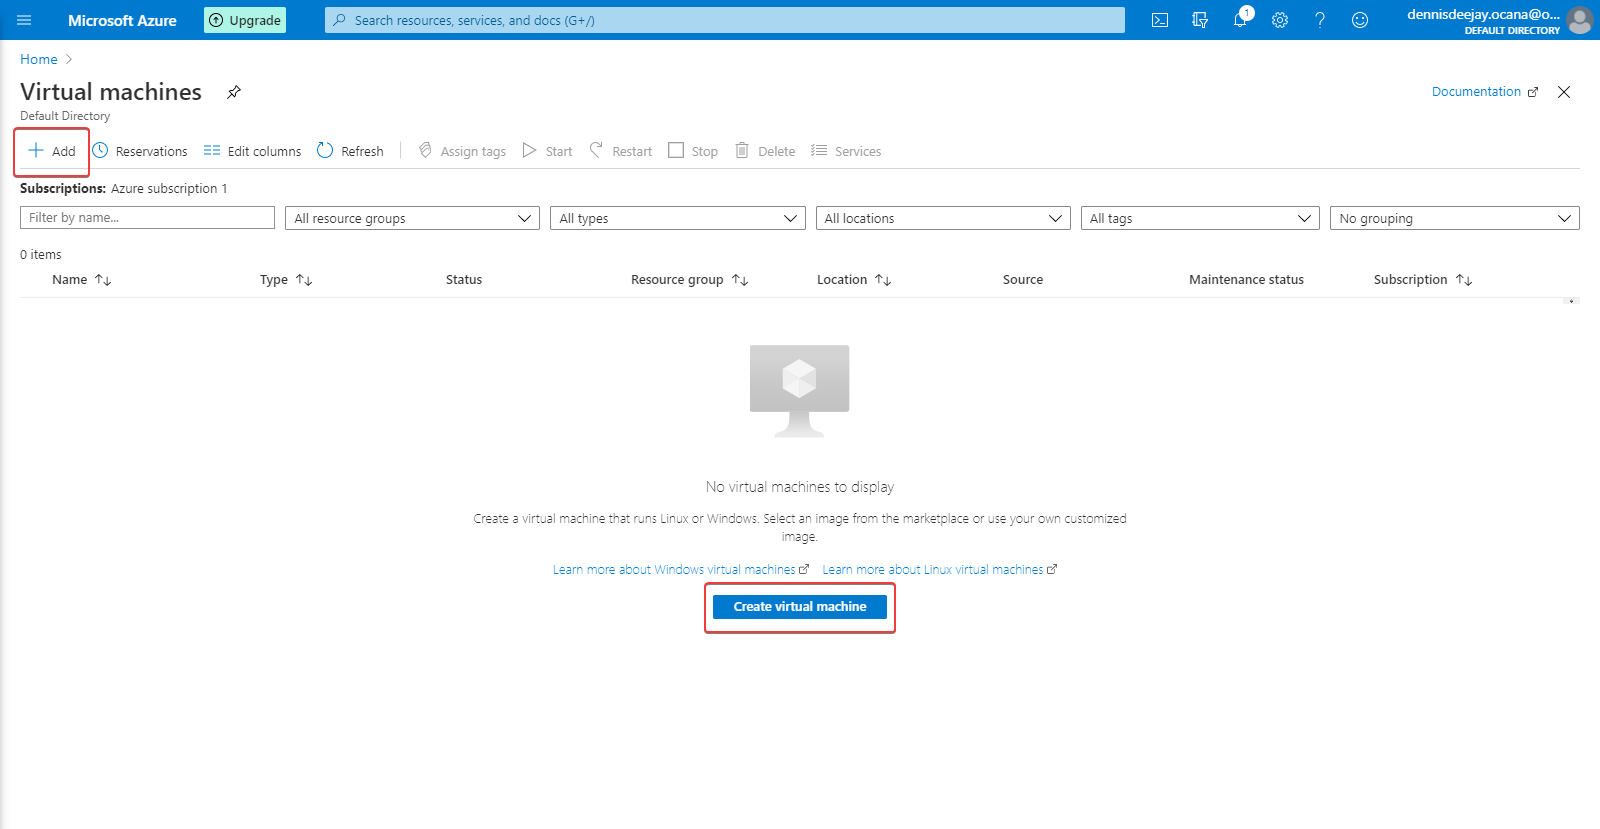 Microsoft Azure
Upgrade
Search resources, services, and docs (G+/)
1
dennisdeejay.ocana@o...
DEFAULT DIRECTORY
Home
Virtual machines
Documentation
Default Directory
Add
Reservations
Edit columns
Refresh
Assign tags
Start
Restart
Stop
Delete
Services
Subscriptions: Azure subscription 1
Filter by name...
All resource groups
All types
All locations
All tags
No grouping
0 items
Name
Type
Status
Resource group
Location
Source
Maintenance status
Subscription
No virtual machines to display
Create a virtual machine that runs Linux or Windows. Select an image from the marketplace or use your own customized
image.
Learn more about Windows virtual machines
Learn more about Linux virtual machines
Create virtual machine